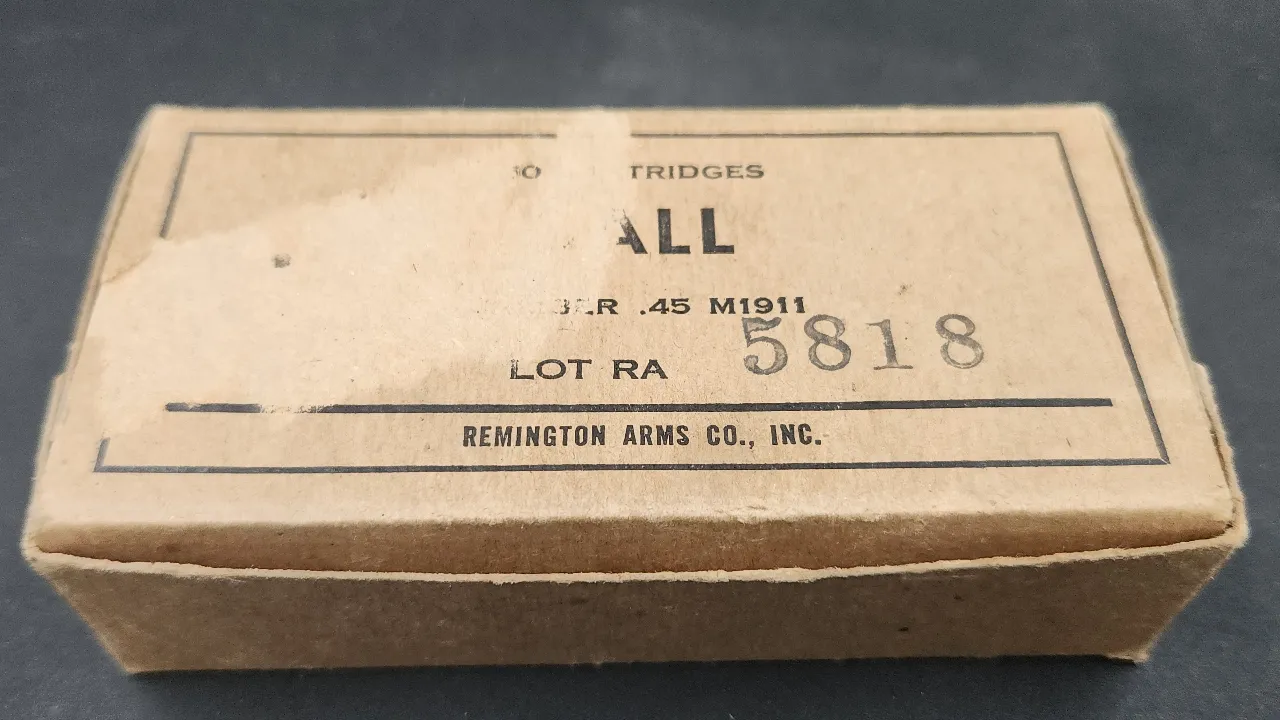 TRIDGES
ALL
.45 M1911
LOT RA 5818
REMINGTON ARMS CO., INC.